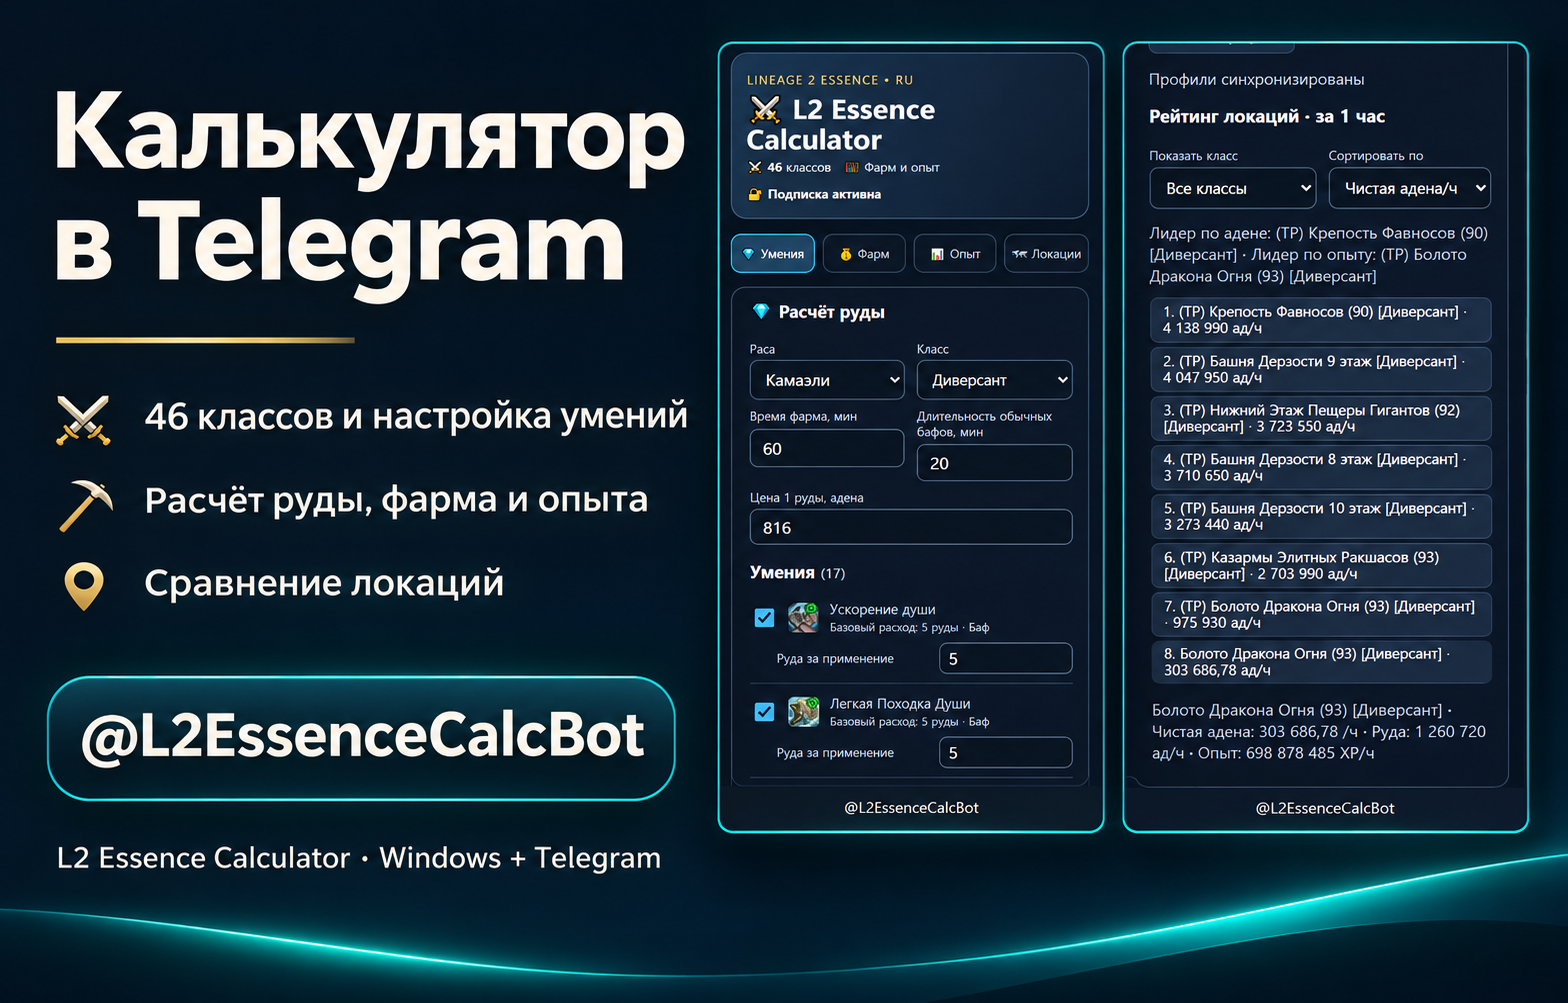 Калькулятор
в Telegram
46 классов и настройка умений
Расчёт руды, фарма и опыта
Сравнение локаций
@L2EssenceCalcBot
L2 Essence Calculator • Windows + Telegram
LINEAGE 2 ESSENCE • RU
L2 Essence
Calculator
46 классов Фарм и опыт
Подписка активна
Умения Фарм Опыт Локации
Расчёт руды
Раса Класс
Камаэли Диверсант
Время фарма, мин Длительность обычных
бафов, мин
60 20
Цена 1 руды, адена
816
Умения (17)
Ускорение души
Базовый расход: 5 руды · Баф
Руда за применение 5
Легкая Походка Души
Базовый расход: 5 руды · Баф
Руда за применение 5
@L2EssenceCalcBot
Профили синхронизированы
Рейтинг локаций · за 1 час
Показать класс Сортировать по
Все классы Чистая адена/ч
Лидер по адене: (ТР) Крепость Фавносов (90)
[Диверсант] · Лидер по опыту: (ТР) Болото
Дракона Огня (93) [Диверсант]
1. (ТР) Крепость Фавносов (90) [Диверсант] ·
4 138 990 ад/ч
2. (ТР) Башня Дерзости 9 этаж [Диверсант] ·
4 047 950 ад/ч
3. (ТР) Нижний Этаж Пещеры Гигантов (92)
[Диверсант] · 3 723 550 ад/ч
4. (ТР) Башня Дерзости 8 этаж [Диверсант] ·
3 710 650 ад/ч
5. (ТР) Башня Дерзости 10 этаж [Диверсант] ·
3 273 440 ад/ч
6. (ТР) Казармы Элитных Ракшасов (93)
[Диверсант] · 2 703 990 ад/ч
7. (ТР) Болото Дракона Огня (93) [Диверсант]
· 975 930 ад/ч
8. Болото Дракона Огня (93) [Диверсант] ·
303 686,78 ад/ч
Болото Дракона Огня (93) [Диверсант] •
Чистая адена: 303 686,78 /ч • Руда: 1 260 720
ад/ч • Опыт: 698 878 485 XP/ч
@L2EssenceCalcBot